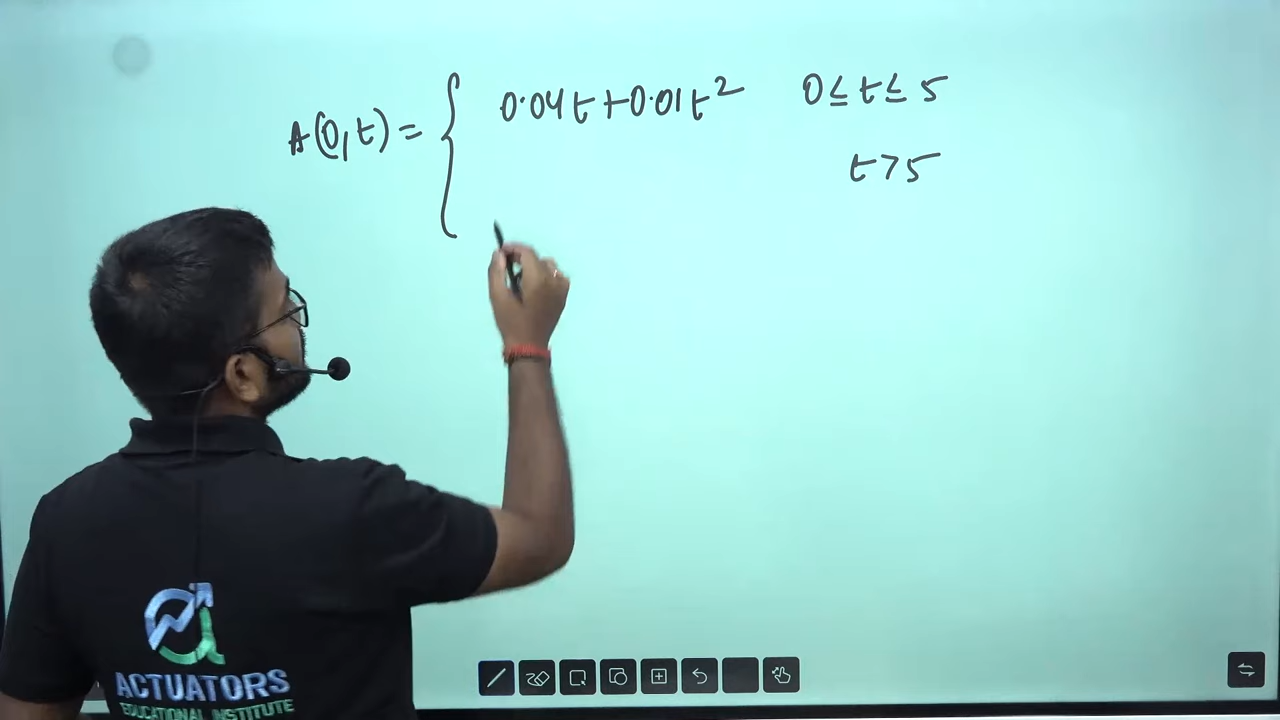 A(0,t) = { 0.04t+0.01t² 0≤t≤5
t>5
ACTUATORS
EDUCATIONAL INSTITUTE